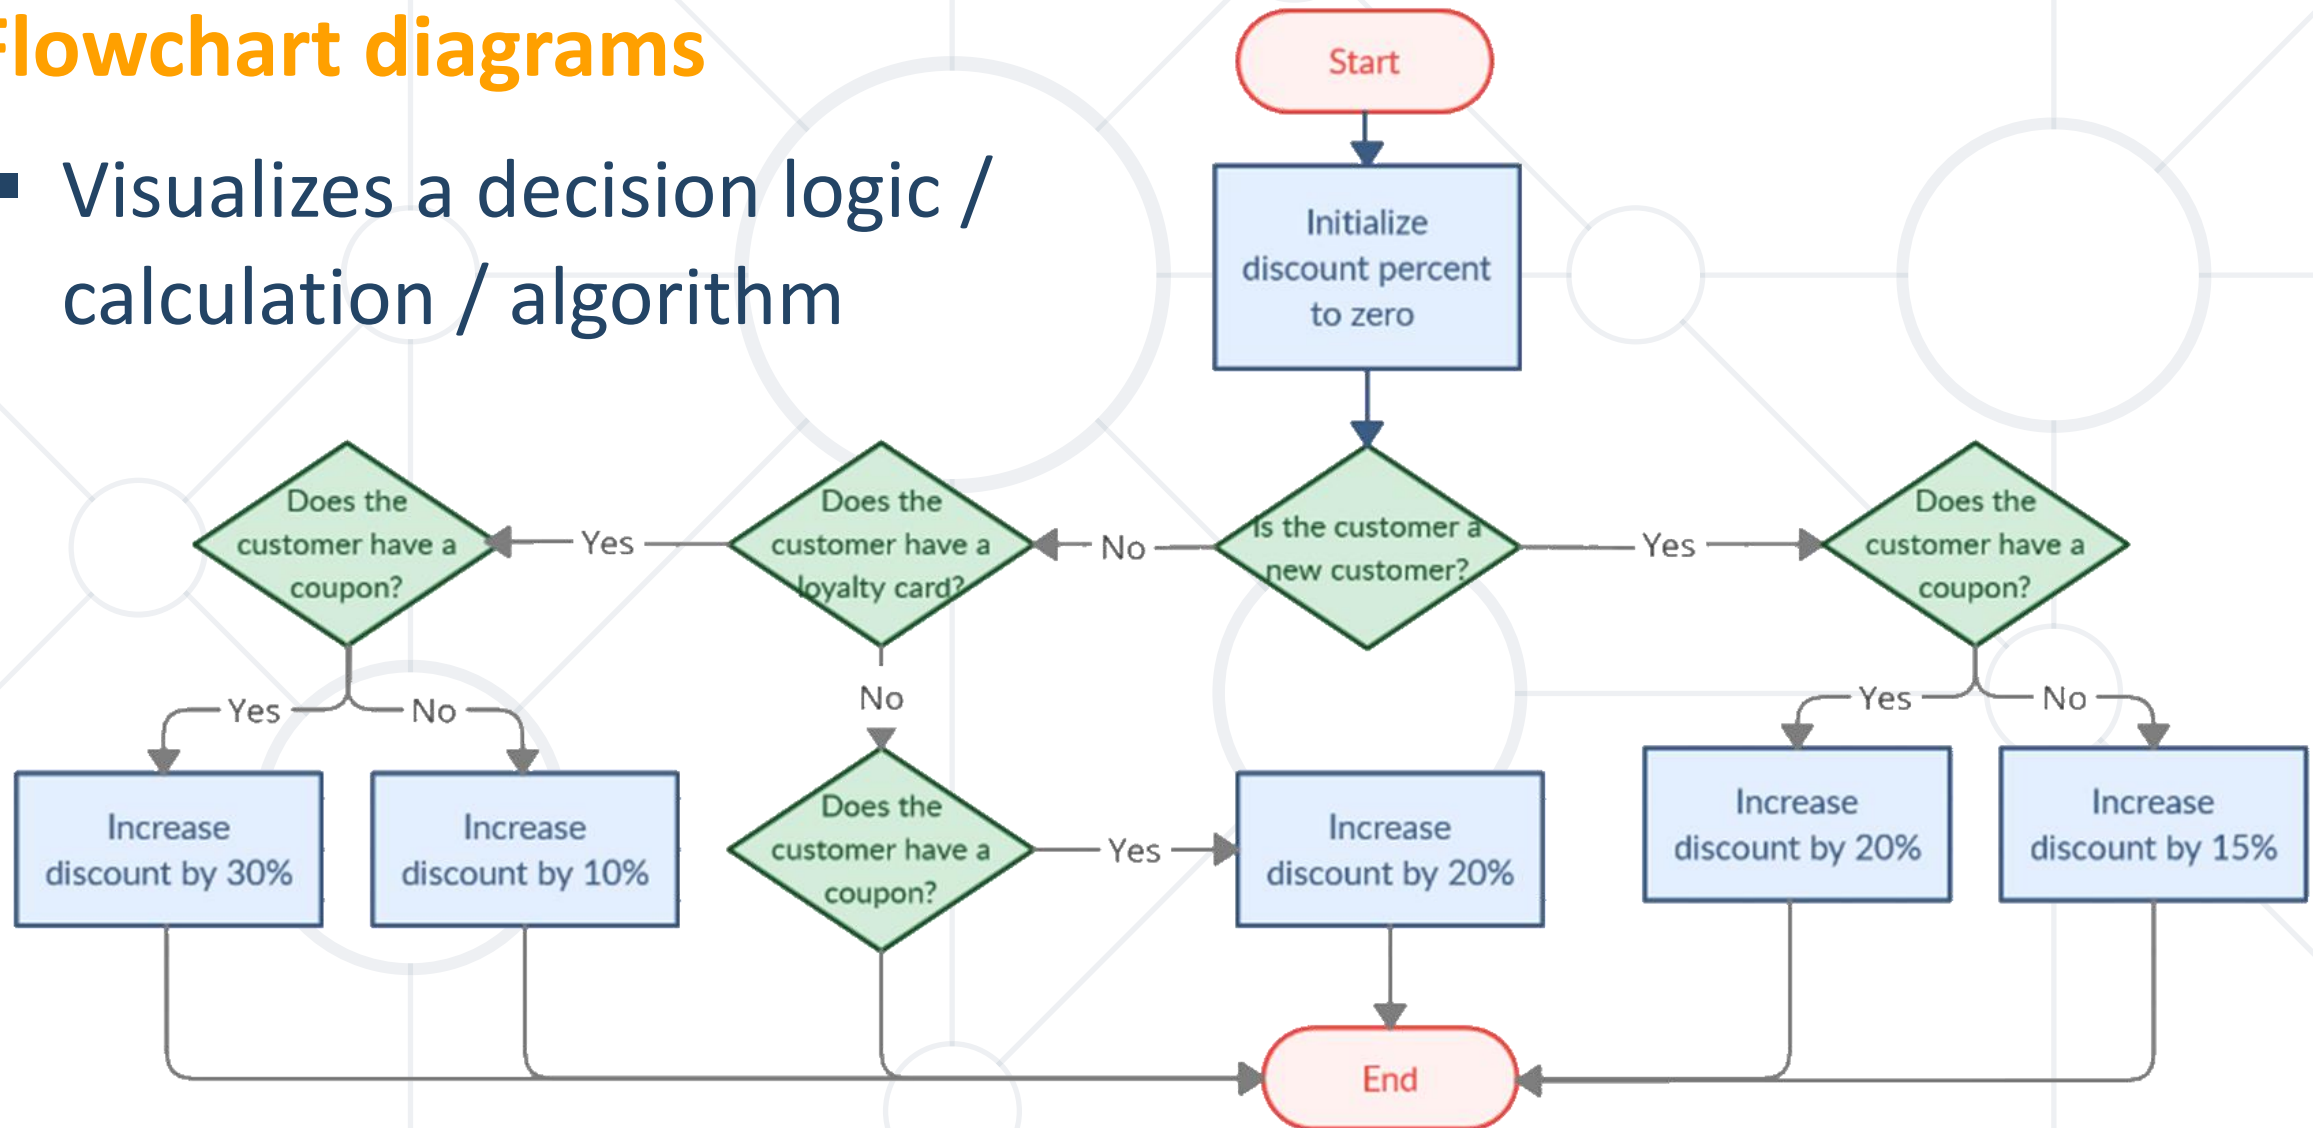 Flowchart diagrams
Visualizes a decision logic /
calculation / algorithm
Start
Initialize
discount percent
to zero
Does the
customer have a
coupon?
Yes
Does the
customer have a
loyalty card?
No
Is the customer a
new customer?
Yes
Does the
customer have a
coupon?
Yes
No
No
Yes
No
Increase
discount by 30%
Increase
discount by 10%
Does the
customer have a
coupon?
Yes
Increase
discount by 20%
Increase
discount by 20%
Increase
discount by 15%
End